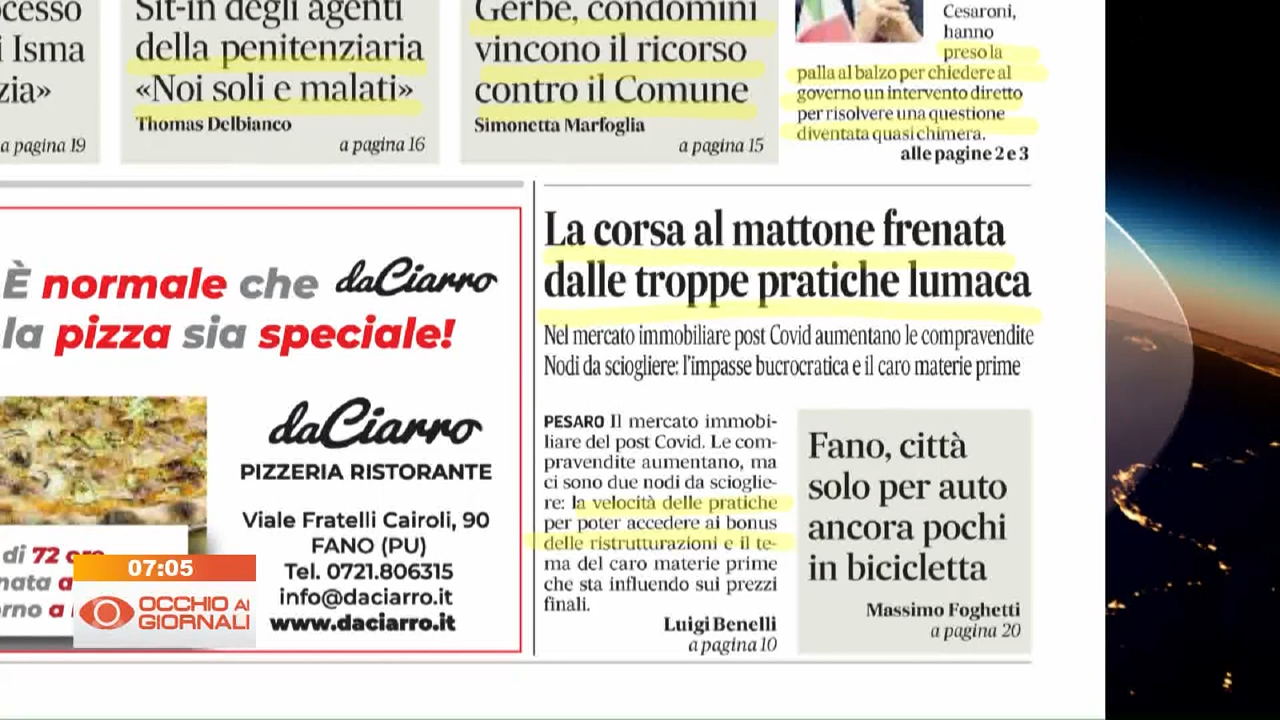 Isma
zia»
a pagina 19
Sit-in degli agenti
della penitenziaria
«Noi soli e malati»
Thomas Delbianco
a pagina 16
Gerbe, condomini
vincono il ricorso
contro il Comune
Simonetta Marfoglia
a pagina 15
Cesaroni,
hanno
preso la
palla al balzo per chiedere al
governo un intervento diretto
per risolvere una questione
diventata quasi chimera.
alle pagine 2 e 3
È normale che daCiarro
la pizza sia speciale!
daCiarro
PIZZERIA RISTORANTE
Viale Fratelli Cairoli, 90
FANO (PU)
Tel. 0721.806315
info@daciarro.it
www.daciarro.it
di 72 ore
La corsa al mattone frenata
dalle troppe pratiche lumaca
Nel mercato immobiliare post Covid aumentano le compravendite
Nodi da sciogliere: l'impasse bucrocratica e il caro materie prime
PESARO Il mercato immobi-
liare del post Covid. Le com-
pravendite aumentano, ma
ci sono due nodi da scioglie-
re: la velocità delle pratiche
per poter accedere ai bonus
delle ristrutturazioni e il te-
ma del caro materie prime
che sta influendo sui prezzi
finali.
Luigi Benelli
a pagina 10
Fano, città
solo per auto
ancora pochi
in bicicletta
Massimo Foghetti
a pagina 20
07:05
OCCHIO AI
GIORNALI